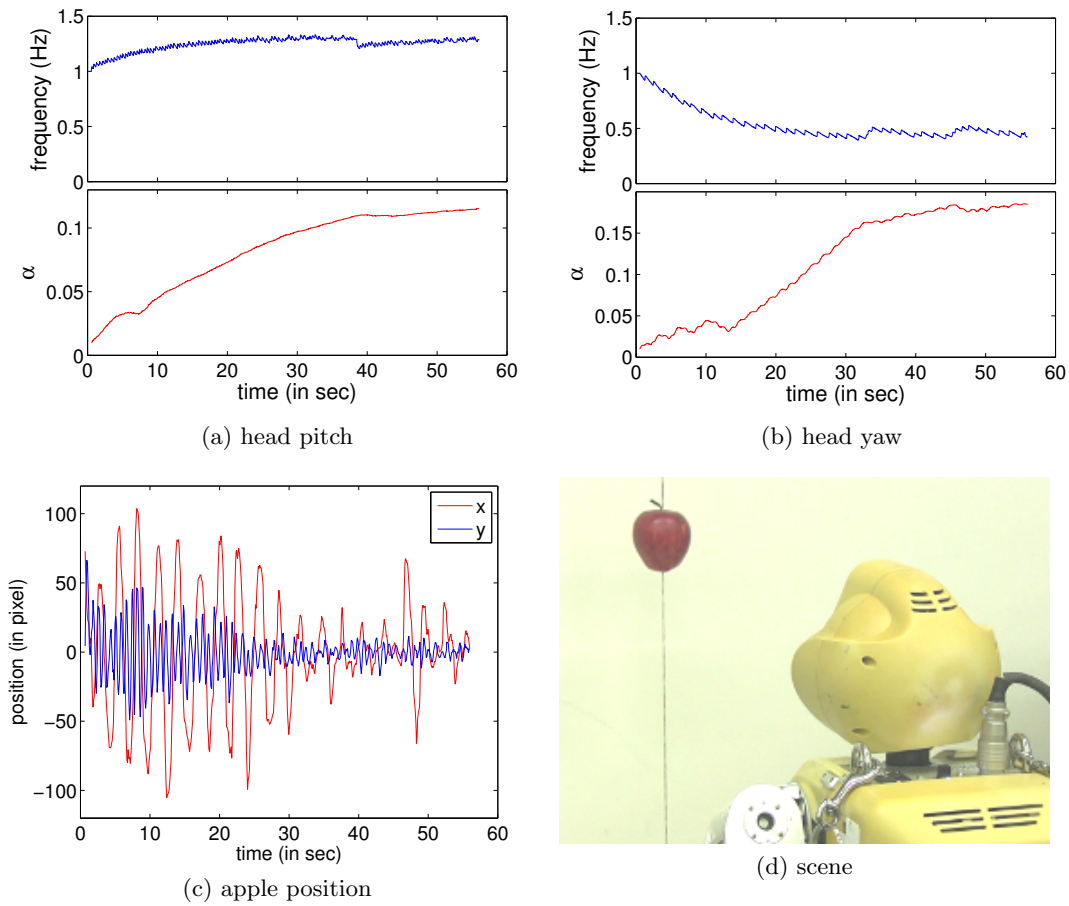 1.5
1
0.5
0
frequency (Hz)
0.1
0.05
0
α
0 10 20 30 40 50 60
time (in sec)
(a) head pitch
1.5
1
0.5
0
frequency (Hz)
0.15
0.1
0.05
0
α
0 10 20 30 40 50 60
time (in sec)
(b) head yaw
100
50
0
−50
−100
position (in pixel)
x
y
0 10 20 30 40 50 60
time (in sec)
(c) apple position
(d) scene